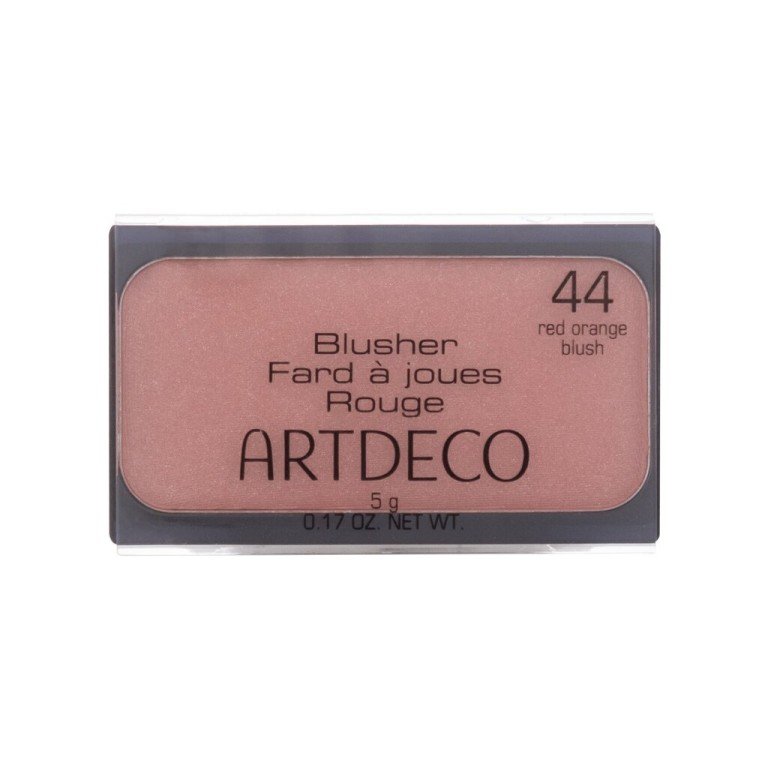 44
red orange
blush
Blusher
Fard à joues
Rouge
ARTDECO
5 g
0.17 OZ. NET WT.